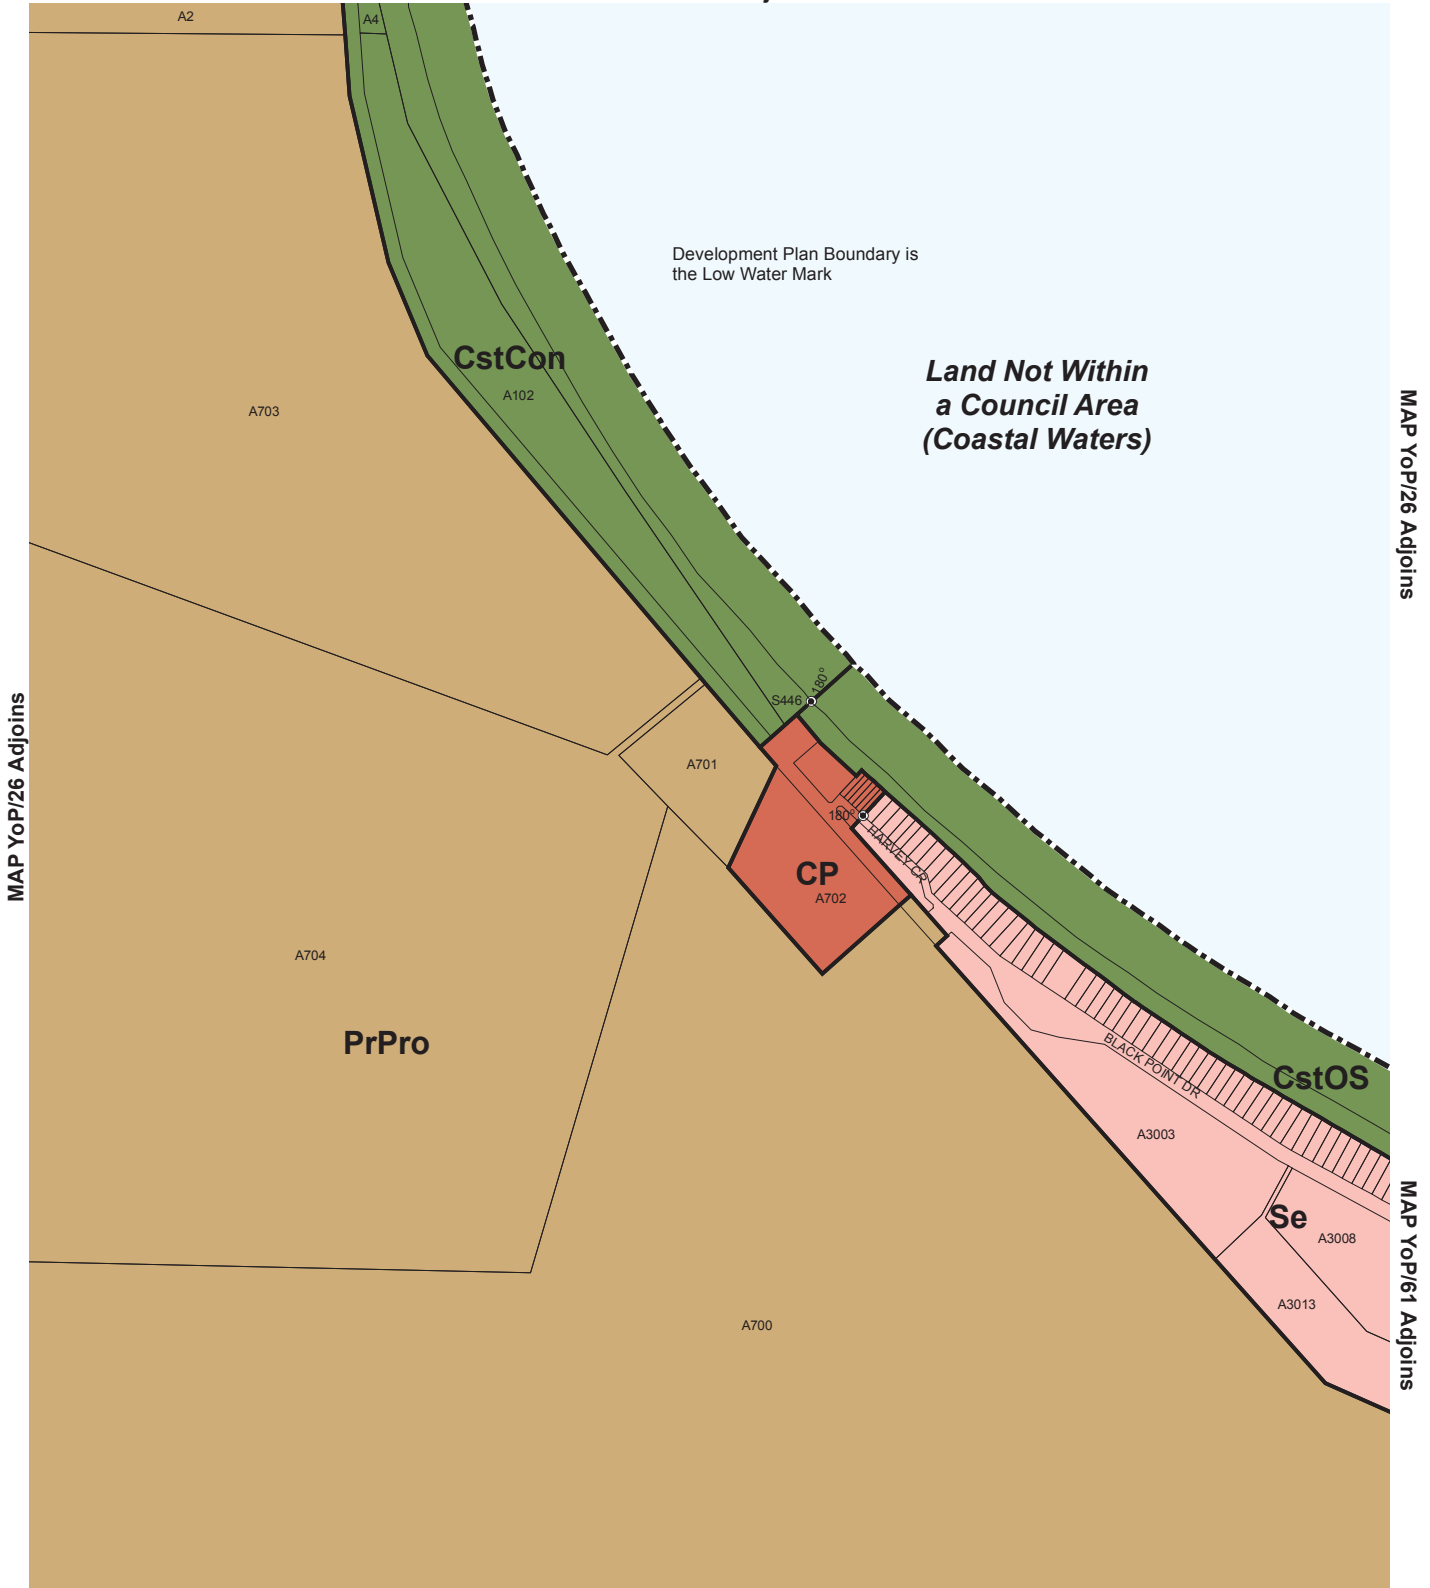 A2
A4
Development Plan Boundary is
the Low Water Mark
CstCon
A102
Land Not Within
a Council Area
(Coastal Waters)
MAP YoP/26 Adjoins
A703
MAP YoP/26 Adjoins
S446
180°
A701
180°
HARVEY CR
CP
A702
A704
PrPro
BLACK POINT DR
CstOS
A3003
Se
A3008
MAP YoP/61 Adjoins
A3013
A700